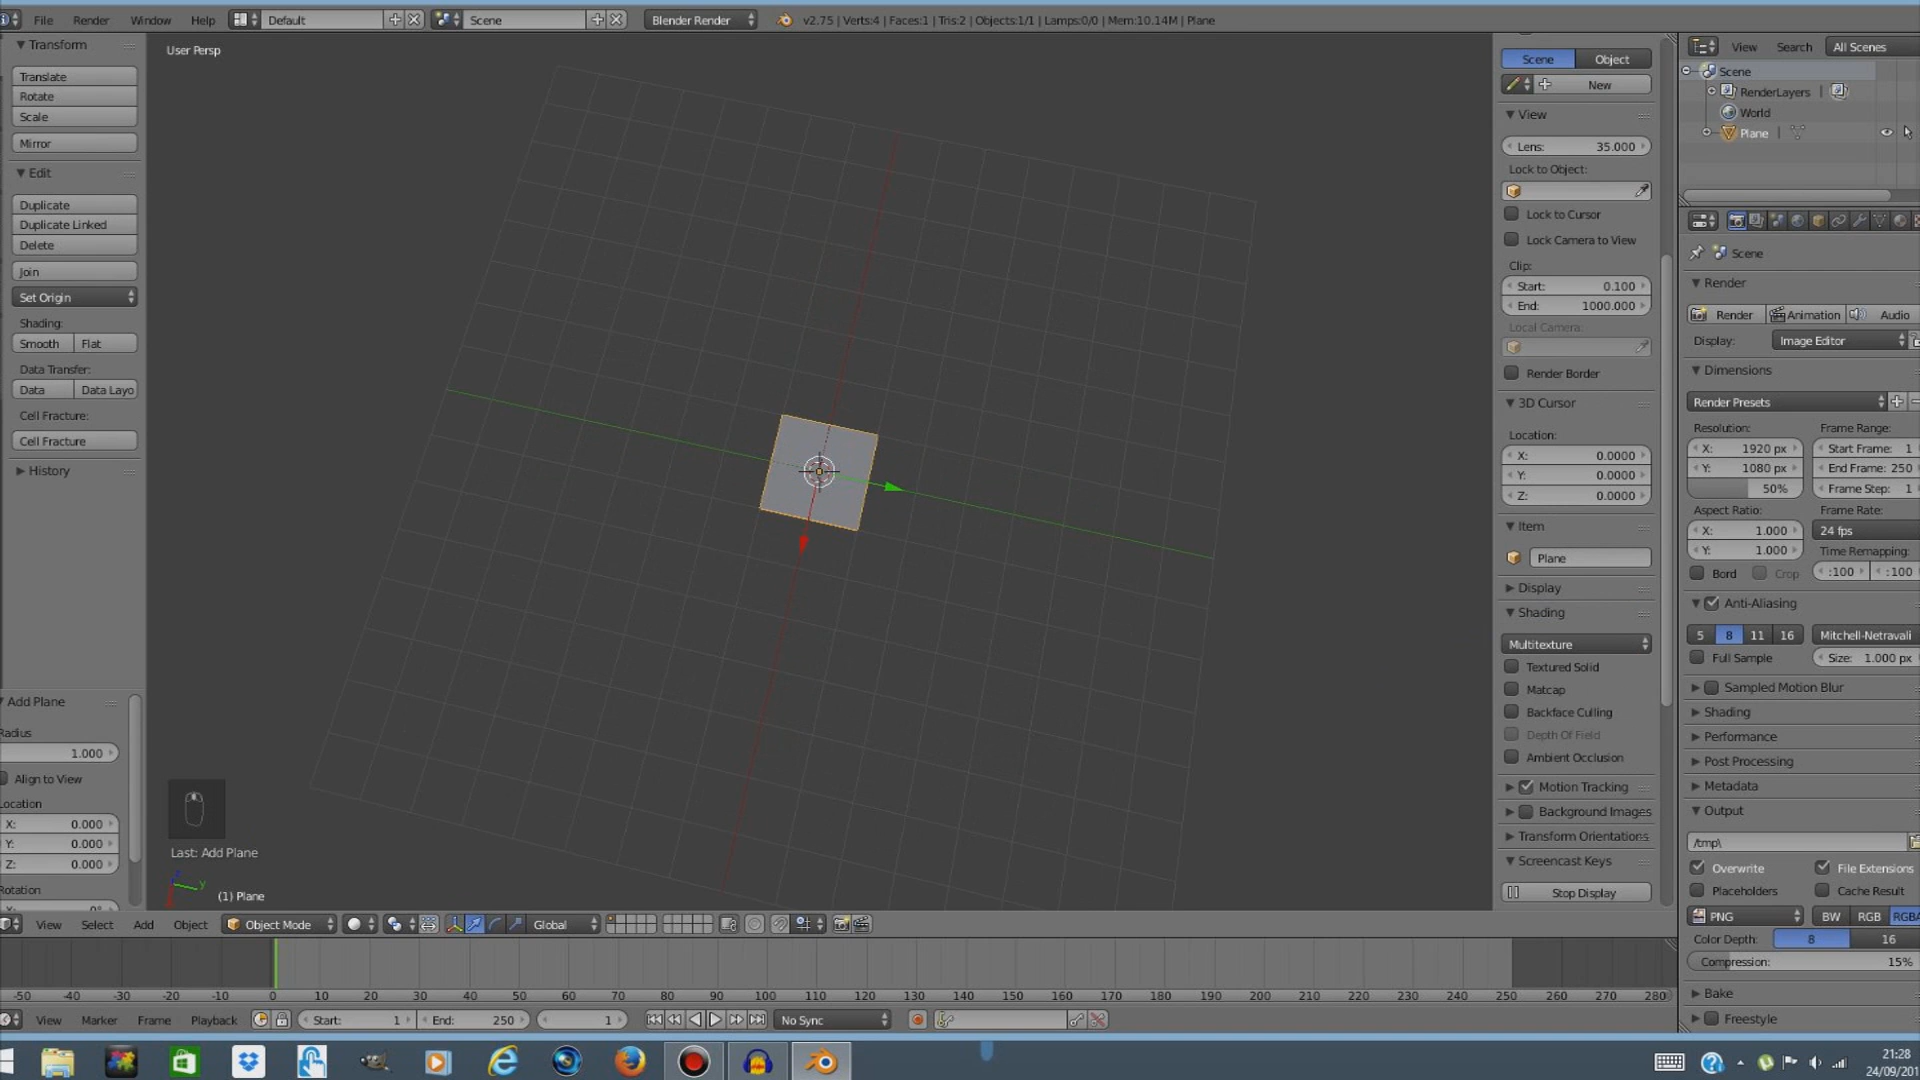 File Render Window Help Default Scene Blender Render v2.75 | Verts:4 | Faces:1 | Tris:2 | Objects:1/1 | Lamps:0/0 | Mem:10.14M | Plane
Transform
Translate
Rotate
Scale
Mirror
Edit
Duplicate
Duplicate Linked
Delete
Join
Set Origin
Shading:
Smooth Flat
Data Transfer:
Data Data Layo
Cell Fracture:
Cell Fracture
History
Add Plane
Radius
1.000
Align to View
Location
X: 0.000
Y: 0.000
Z: 0.000
Rotation
User Persp
Last: Add Plane
y
(1) Plane
Scene Object
New
View
Lens: 35.000
Lock to Object:
Lock to Cursor
Lock Camera to View
Clip:
Start: 0.100
End: 1000.000
Local Camera:
Render Border
3D Cursor
Location:
X: 0.0000
Y: 0.0000
Z: 0.0000
Item
Plane
Display
Shading
Multitexture
Textured Solid
Matcap
Backface Culling
Depth Of Field
Ambient Occlusion
Motion Tracking
Background Images
Transform Orientations
Screencast Keys
Stop Display
View Search All Scenes
Scene
RenderLayers |
World
Plane |
Scene
Render
Render Animation Audio
Display: Image Editor
Dimensions
Render Presets
Resolution: Frame Range:
X: 1920 px Start Frame: 1
Y: 1080 px End Frame: 250
50% Frame Step: 1
Aspect Ratio: Frame Rate:
X: 1.000 24 fps
Y: 1.000 Time Remapping:
Bord Crop :100 :100
Anti-Aliasing
5 8 11 16 Mitchell-Netravali
Full Sample Size: 1.000 px
Sampled Motion Blur
Shading
Performance
Post Processing
Metadata
Output
/tmp\
Overwrite File Extensions
Placeholders Cache Result
PNG BW RGB RGBA
Color Depth: 8 16
Compression: 15%
Bake
Freestyle
View Select Add Object Object Mode Global
-50 -40 -30 -20 -10 0 10 20 30 40 50 60 70 80 90 100 110 120 130 140 150 160 170 180 190 200 210 220 230 240 250 260 270 280
View Marker Frame Playback Start: 1 End: 250 1 No Sync
21:28
24/09/201